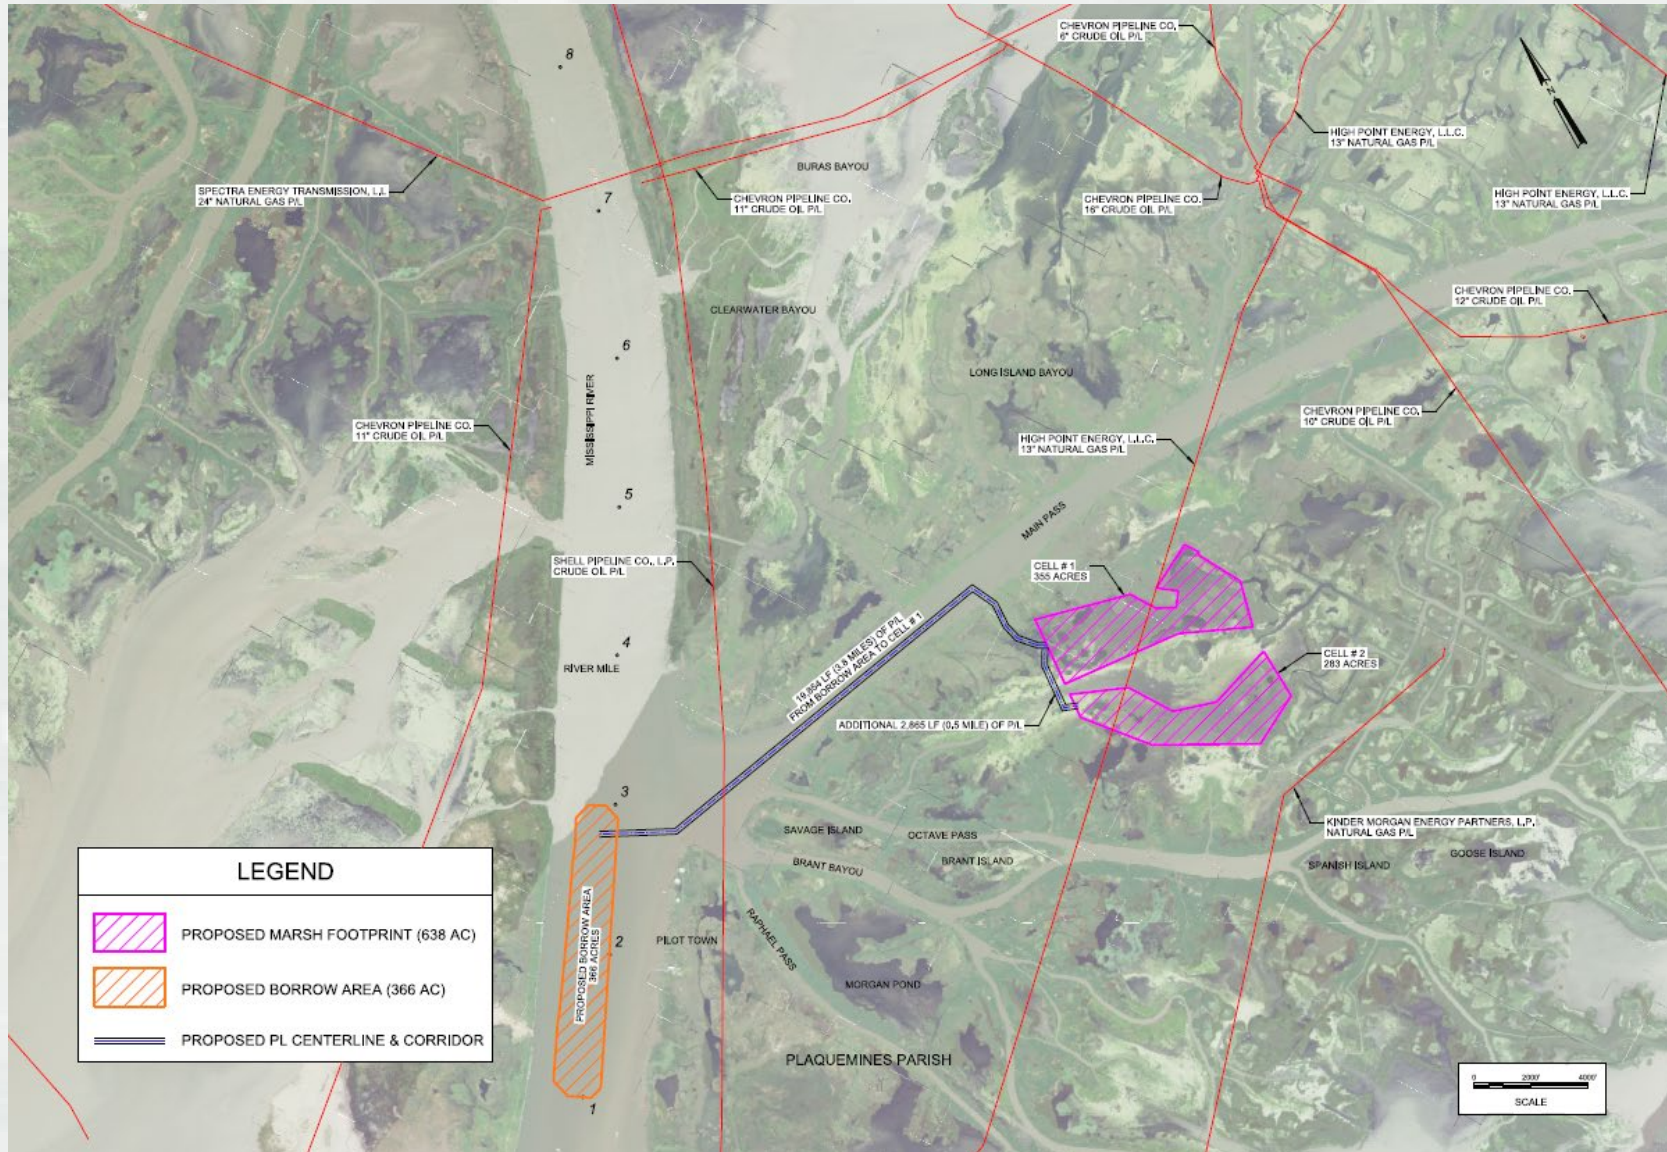 8
CHEVRON PIPELINE CO.
6" CRUDE OIL P/L
N
HIGH POINT ENERGY, L.L.C.
13" NATURAL GAS P/L
BURAS BAYOU
SPECTRA ENERGY TRANSMISSION, L.L
24" NATURAL GAS P/L
7
CHEVRON PIPELINE CO.
11" CRUDE OIL P/L
CHEVRON PIPELINE CO.
16" CRUDE OIL P/L
HIGH POINT ENERGY, L.L.C.
13" NATURAL GAS P/L
CLEARWATER BAYOU
CHEVRON PIPELINE CO.
12" CRUDE OIL P/L
6
LONG ISLAND BAYOU
MISSISSIPPI RIVER
CHEVRON PIPELINE CO.
11" CRUDE OIL P/L
CHEVRON PIPELINE CO.
10" CRUDE OIL P/L
HIGH POINT ENERGY, L.L.C.
13" NATURAL GAS P/L
5
MAIN PASS
SHELL PIPELINE CO., L.P.
CRUDE OIL P/L
CELL # 1
355 ACRES
4
RIVER MILE
19,854 LF (3.8 MILES) OF P/L
FROM BORROW AREA TO CELL # 1
CELL # 2
283 ACRES
ADDITIONAL 2,865 LF (0.5 MILE) OF P/L
3
SAVAGE ISLAND
OCTAVE PASS
KINDER MORGAN ENERGY PARTNERS, L.P.
NATURAL GAS P/L
BRANT BAYOU
BRANT ISLAND
SPANISH ISLAND
GOOSE ISLAND
PROPOSED BORROW AREA
366 ACRES
2
PILOT TOWN
RAPHAEL PASS
MORGAN POND
PLAQUEMINES PARISH
1
LEGEND
PROPOSED MARSH FOOTPRINT (638 AC)
PROPOSED BORROW AREA (366 AC)
PROPOSED PL CENTERLINE & CORRIDOR
0 2000' 4000'
SCALE